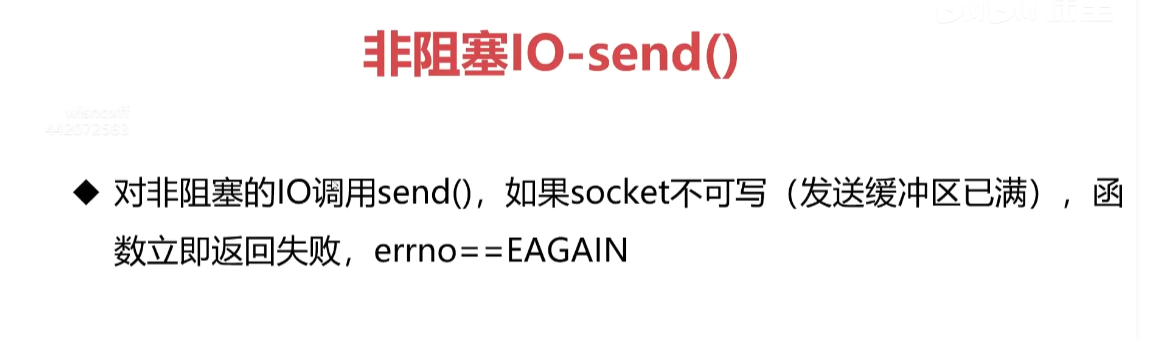 非阻塞IO-send()
◆ 对非阻塞的IO调用send()，如果socket不可写（发送缓冲区已满），函
数立即返回失败，errno==EAGAIN